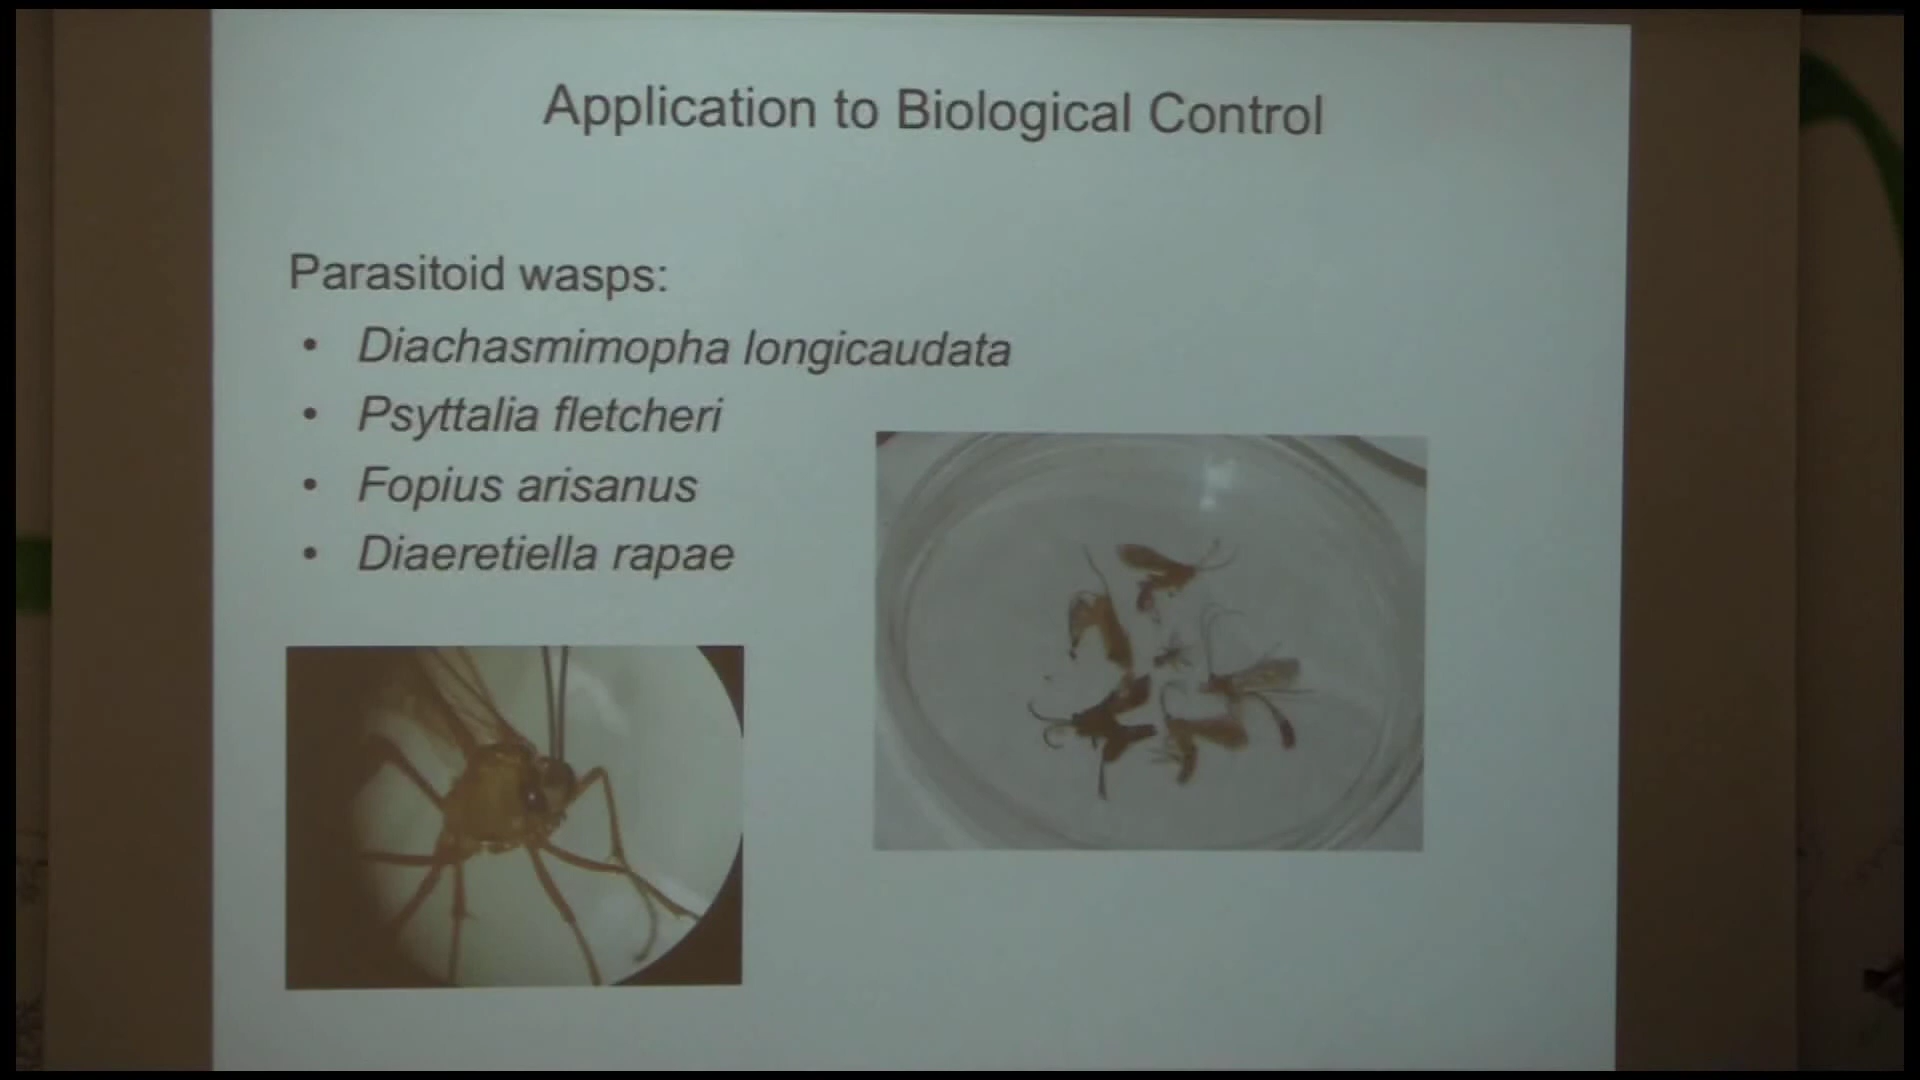 Application to Biological Control
Parasitoid wasps:
• Diachasmimopha longicaudata
• Psyttalia fletcheri
• Fopius arisanus
• Diaeretiella rapae